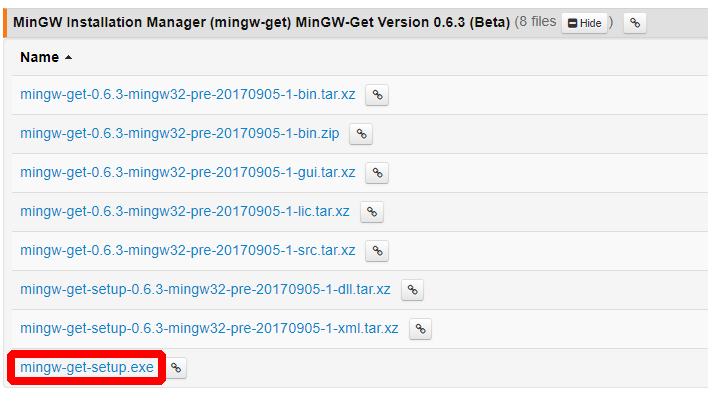 MinGW Installation Manager (mingw-get) MinGW-Get Version 0.6.3 (Beta) (8 files Hide )
Name
mingw-get-0.6.3-mingw32-pre-20170905-1-bin.tar.xz
mingw-get-0.6.3-mingw32-pre-20170905-1-bin.zip
mingw-get-0.6.3-mingw32-pre-20170905-1-gui.tar.xz
mingw-get-0.6.3-mingw32-pre-20170905-1-lic.tar.xz
mingw-get-0.6.3-mingw32-pre-20170905-1-src.tar.xz
mingw-get-setup-0.6.3-mingw32-pre-20170905-1-dll.tar.xz
mingw-get-setup-0.6.3-mingw32-pre-20170905-1-xml.tar.xz
mingw-get-setup.exe